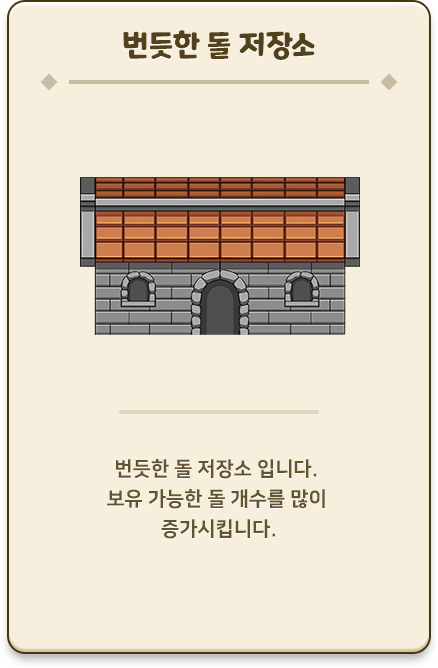 번듯한 돌 저장소
번듯한 돌 저장소 입니다.
보유 가능한 돌 개수를 많이
증가시킵니다.